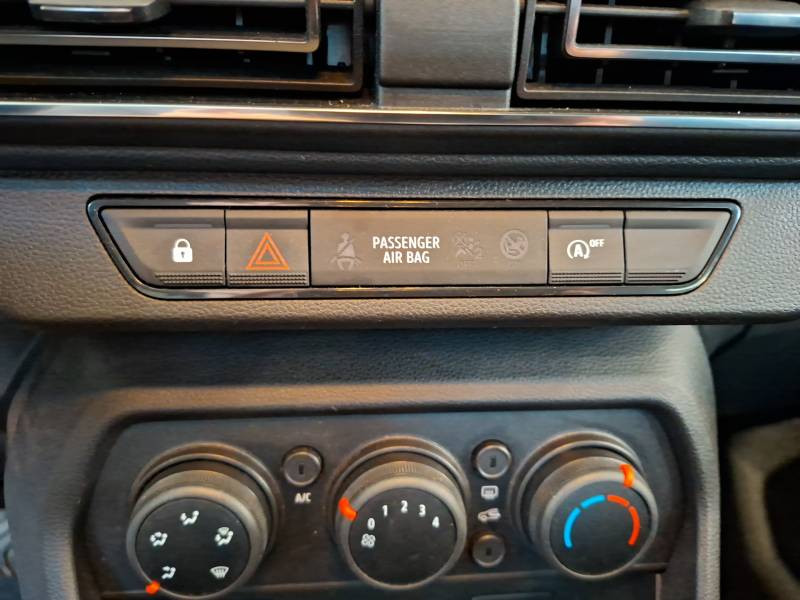 PASSENGER
AIR BAG
A OFF
A/C
0 1 2 3 4